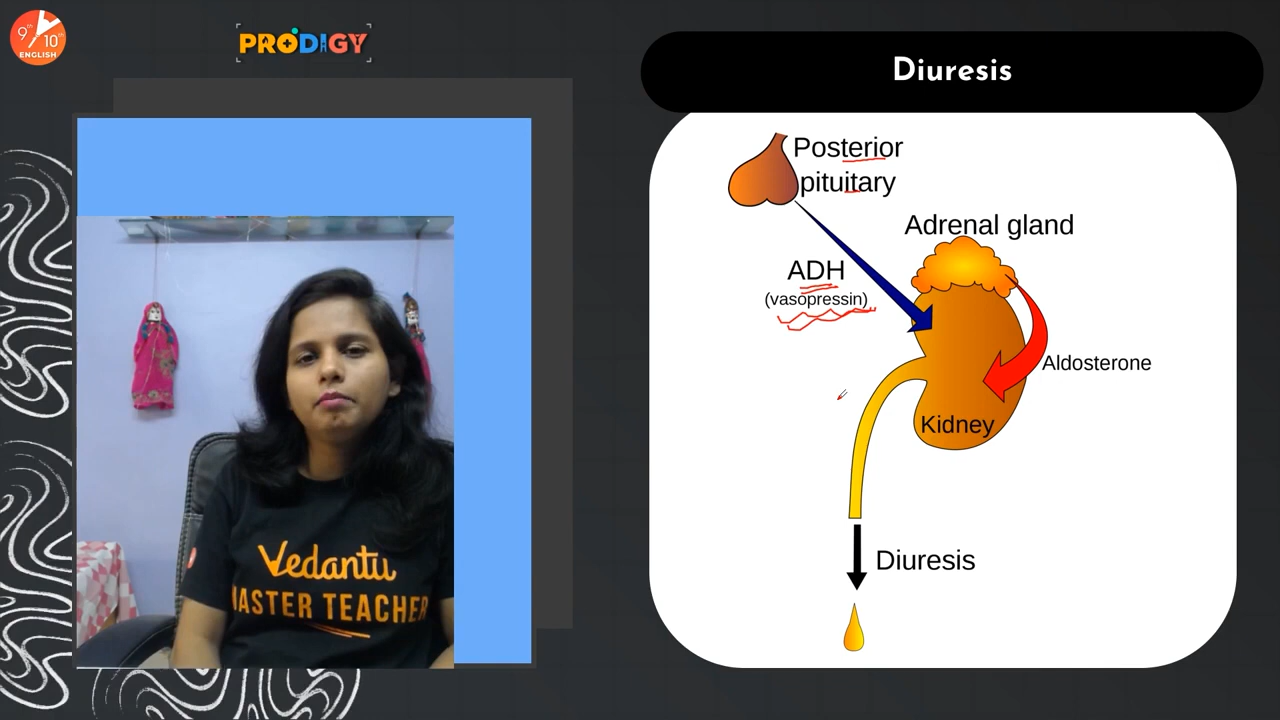 9th
10th
ENGLISH
PRODIGY
Diuresis
Posterior
pituitary
Adrenal gland
ADH
(vasopressin)
Aldosterone
Kidney
Diuresis
Vedantu
MASTER TEACHER